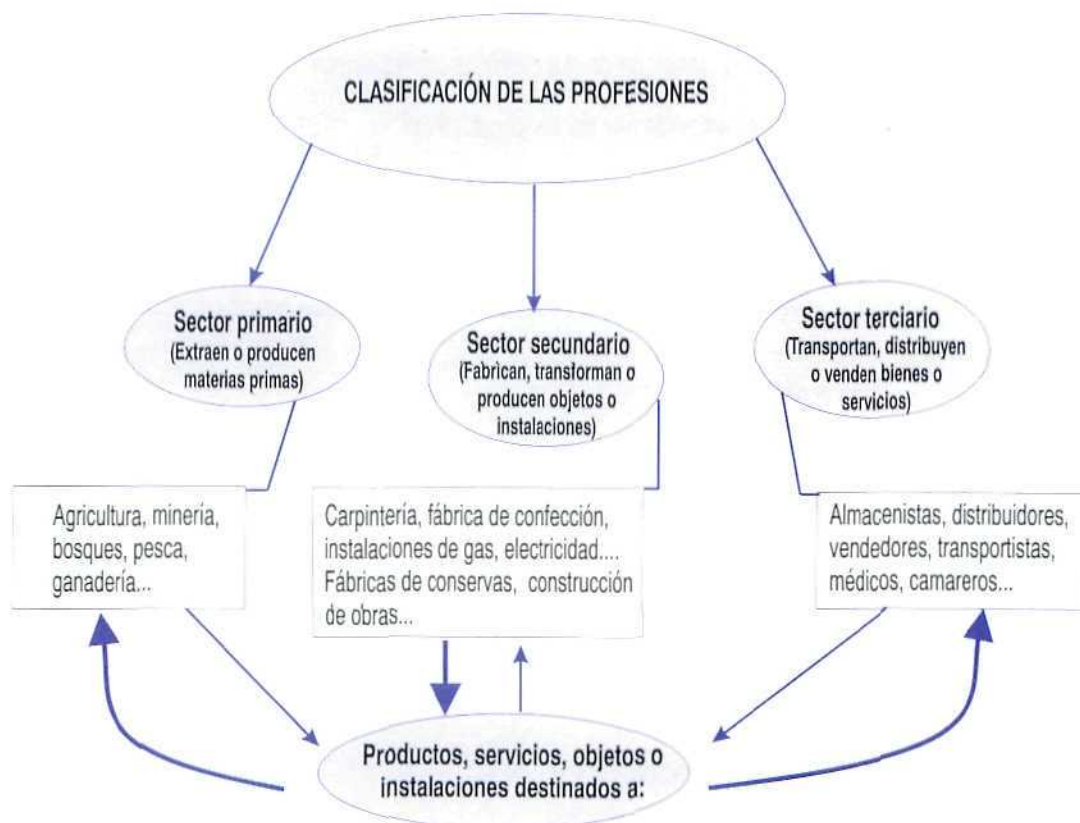 CLASIFICACIÓN DE LAS PROFESIONES
Sector primario
(Extraen o producen
materias primas)
Sector secundario
(Fabrican, transforman o
producen objetos o
instalaciones)
Sector terciario
(Transportan, distribuyen
o venden bienes o
servicios)
Agricultura, minería,
bosques, pesca,
ganadería...
Carpintería, fábrica de confección,
instalaciones de gas, electricidad....
Fábricas de conservas, construcción
de obras...
Almacenistas, distribuidores,
vendedores, transportistas,
médicos, camareros...
Productos, servicios, objetos o
instalaciones destinados a: